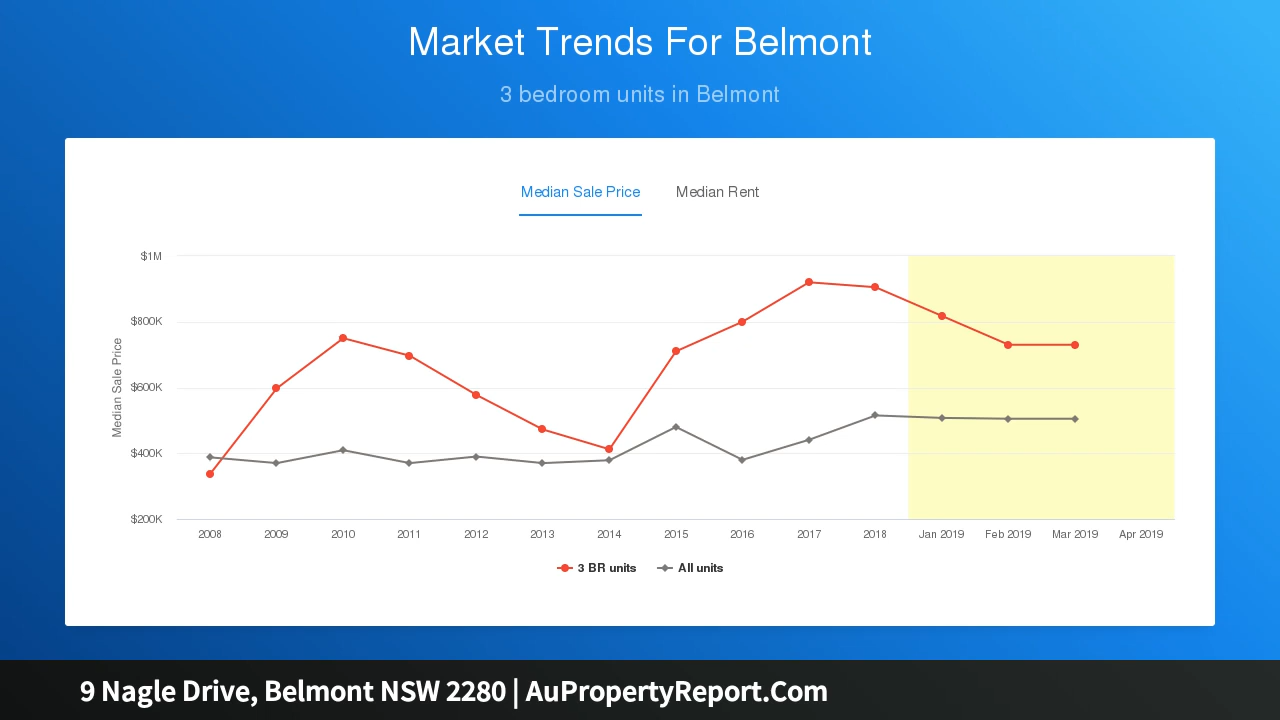 Market Trends For Belmont
3 bedroom units in Belmont
Median Sale Price Median Rent
Median Sale Price
$1M
$800K
$600K
$400K
$200K
2008 2009 2010 2011 2012 2013 2014 2015 2016 2017 2018 Jan 2019 Feb 2019 Mar 2019 Apr 2019
3 BR units All units
9 Nagle Drive, Belmont NSW 2280 | AuPropertyReport.Com